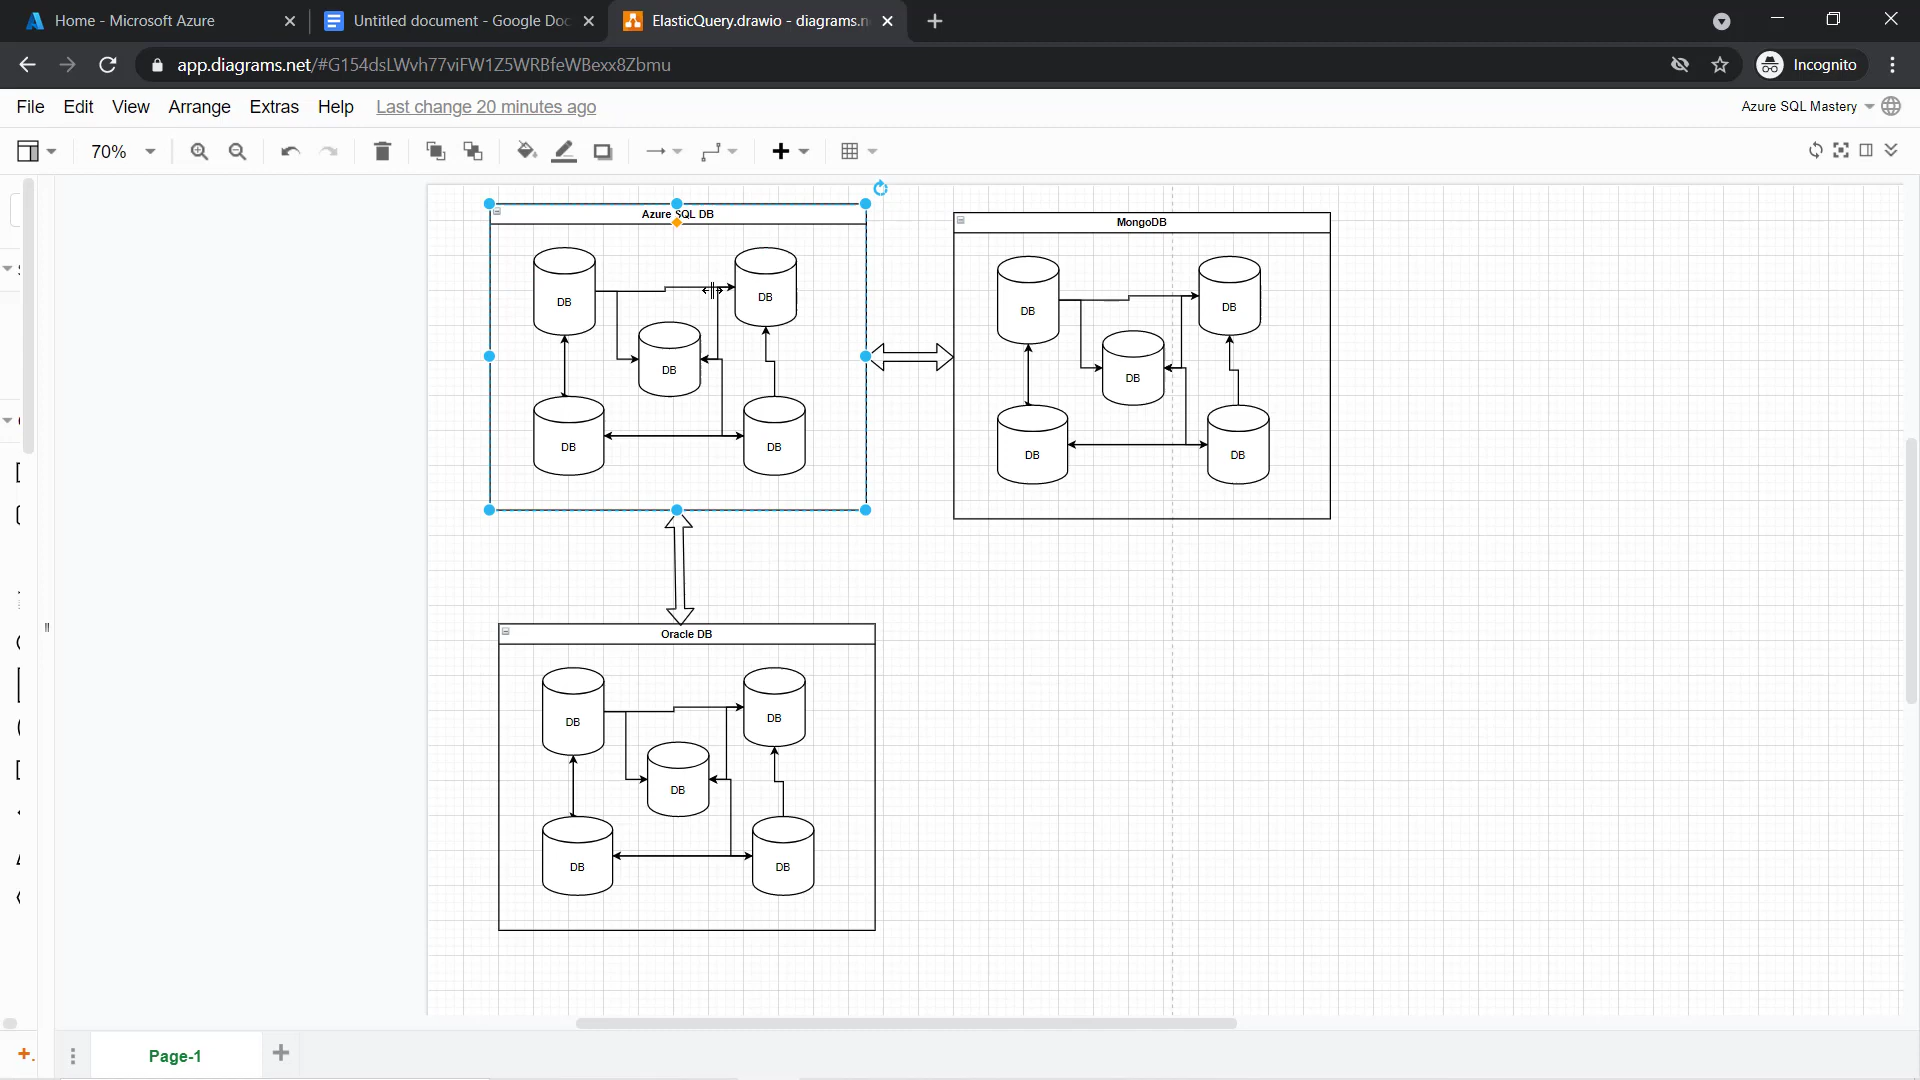 Home - Microsoft Azure
Untitled document - Google Doc
ElasticQuery.drawio - diagrams.n
app.diagrams.net/#G154dsLWvh77viFW1Z5WRBfeWBexx8Zbmu
Incognito
File Edit View Arrange Extras Help Last change 20 minutes ago
Azure SQL Mastery
70%
Azure SQL DB
DB
DB
DB
DB
DB
MongoDB
DB
DB
DB
DB
DB
Oracle DB
DB
DB
DB
DB
DB
Page-1